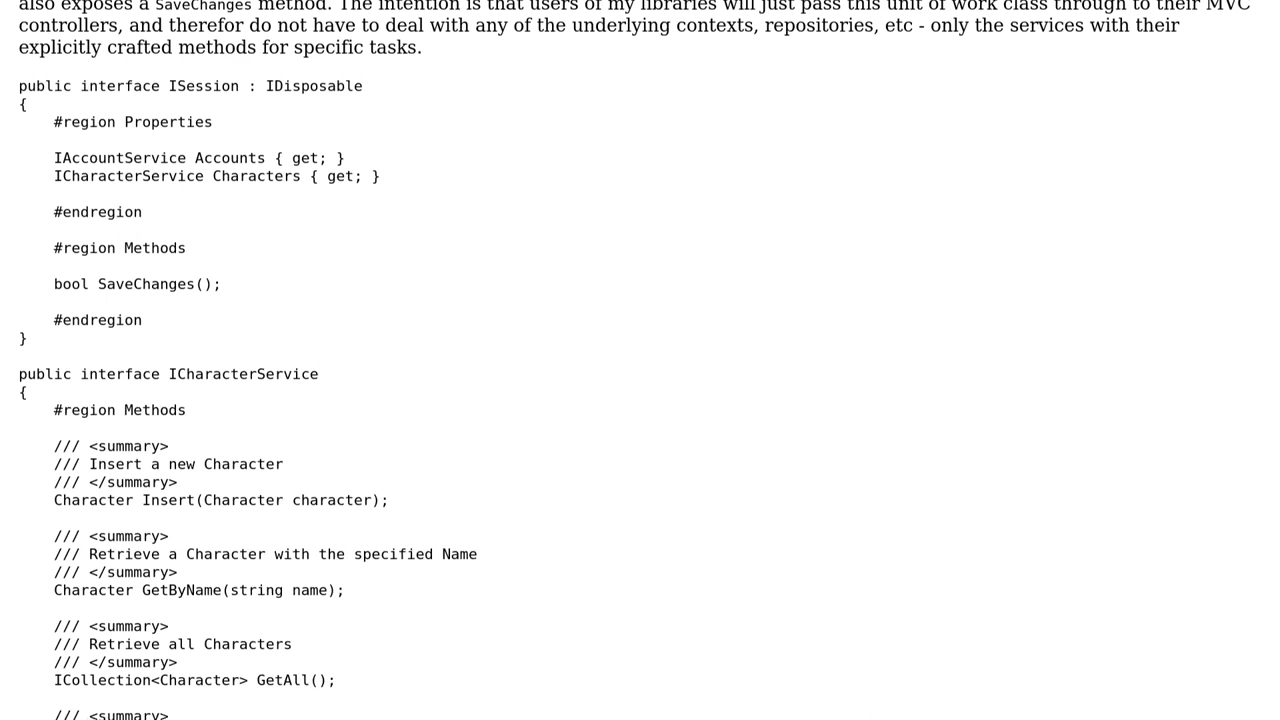 also exposes a SaveChanges method. The intention is that users of my libraries will just pass this unit of work class through to their MVC
controllers, and therefor do not have to deal with any of the underlying contexts, repositories, etc - only the services with their
explicitly crafted methods for specific tasks.
public interface ISession : IDisposable
{
    #region Properties
    IAccountService Accounts { get; }
    ICharacterService Characters { get; }
    #endregion
    #region Methods
    bool SaveChanges();
    #endregion
}
public interface ICharacterService
{
    #region Methods
    /// <summary>
    /// Insert a new Character
    /// </summary>
    Character Insert(Character character);
    /// <summary>
    /// Retrieve a Character with the specified Name
    /// </summary>
    Character GetByName(string name);
    /// <summary>
    /// Retrieve all Characters
    /// </summary>
    ICollection<Character> GetAll();
    /// <summary>